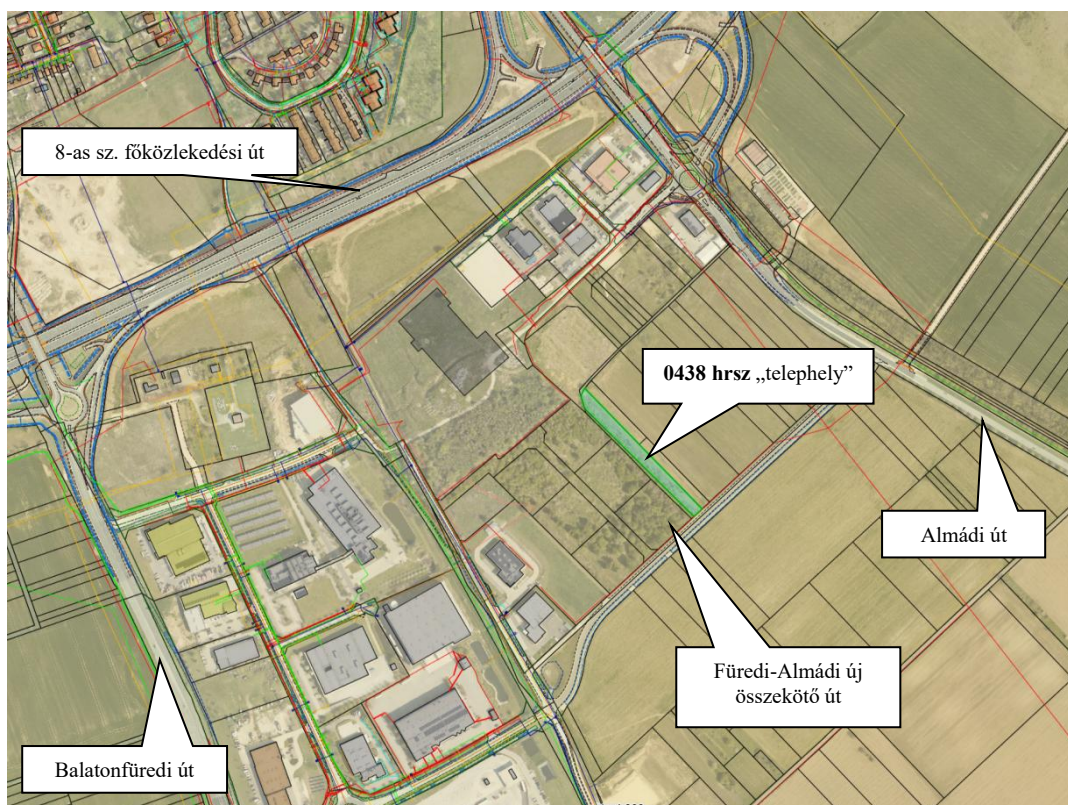 8-as sz. főközlekedési út
0438 hrsz „telephely”
Almádi út
Füredi-Almádi új
összekötő út
Balatonfüredi út